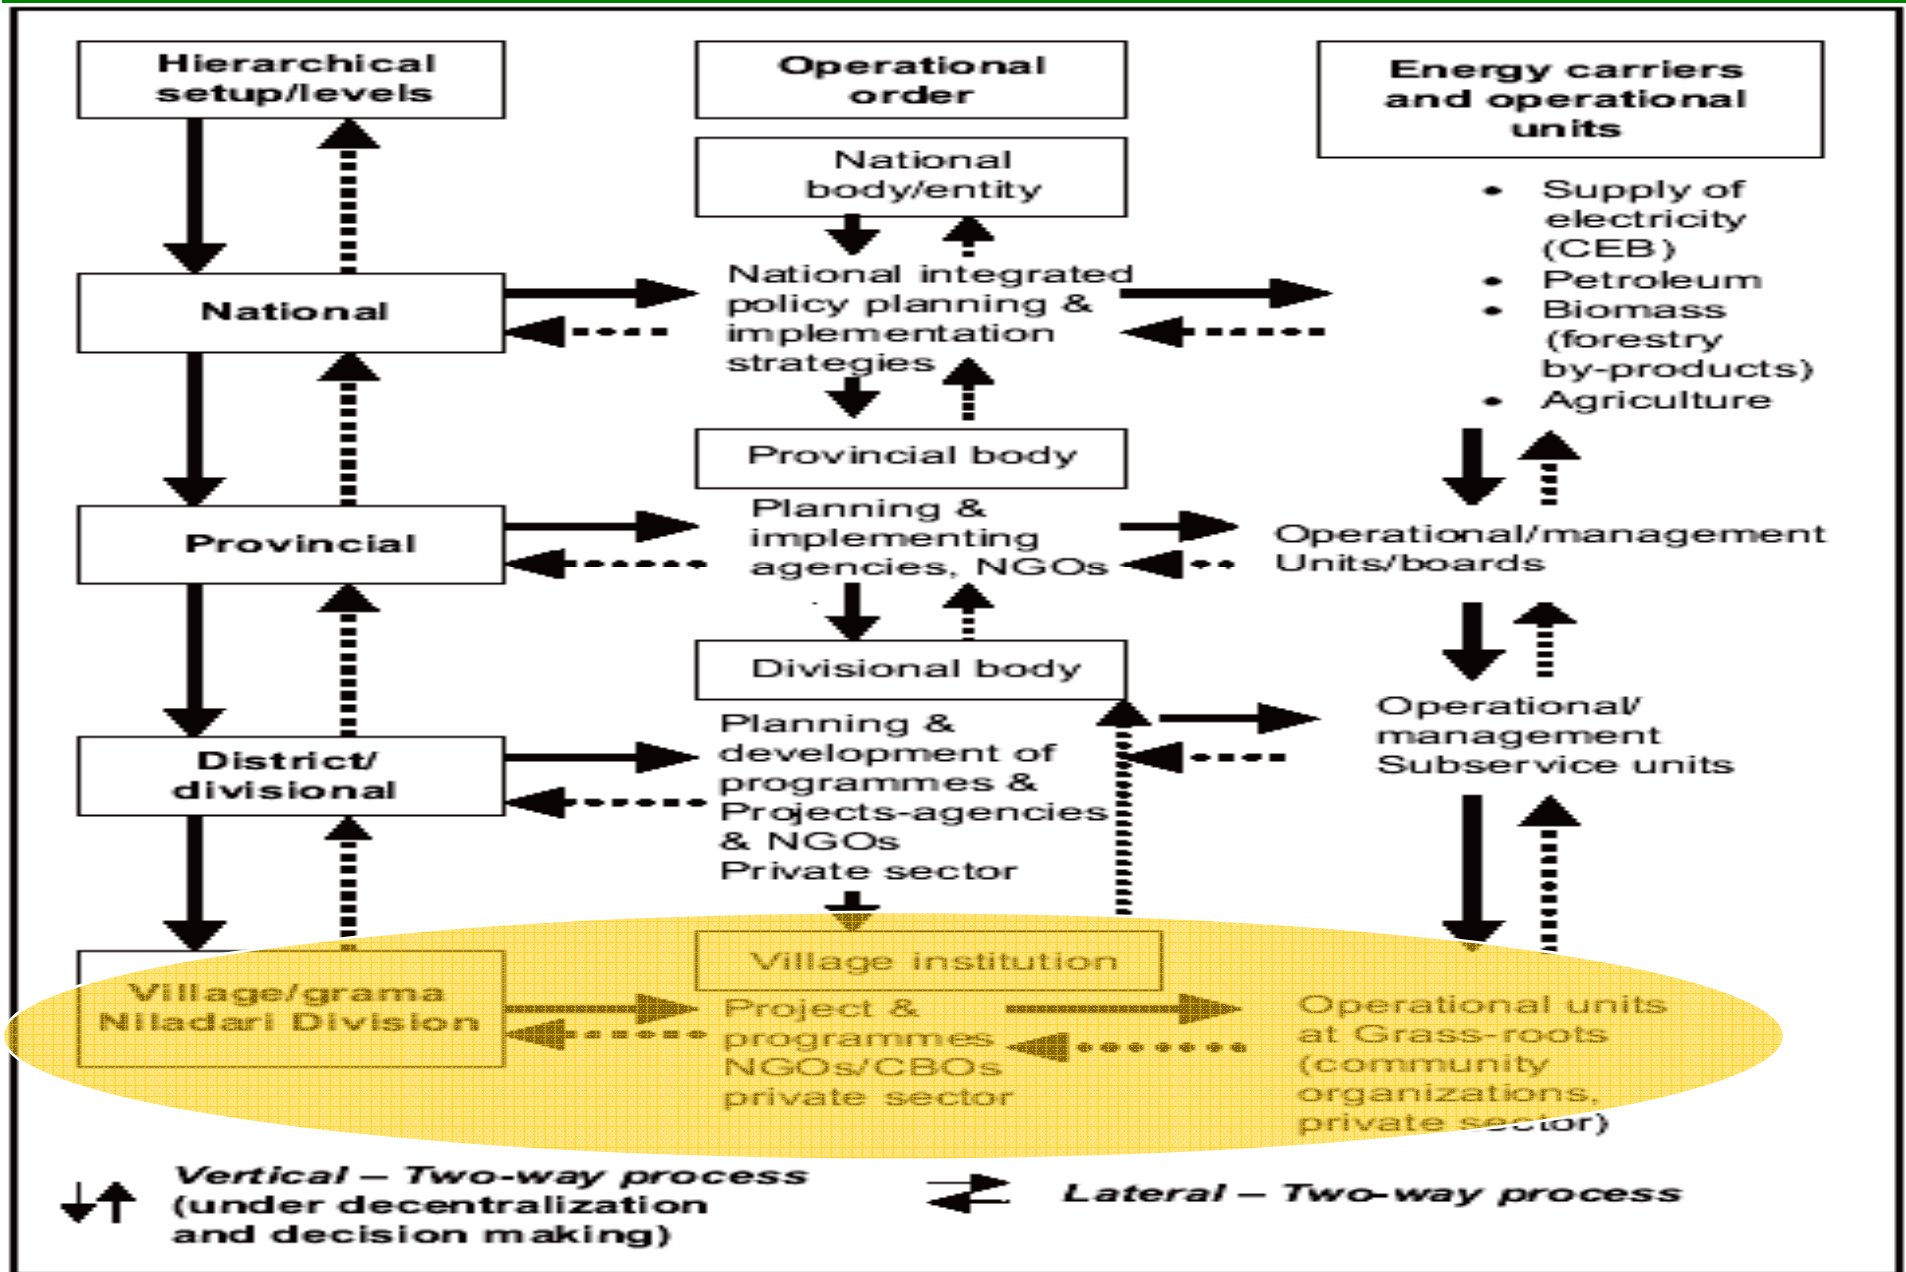 Hierarchical
setup/levels
Operational
order
Energy carriers
and operational
units
National
body/entity
• Supply of
electricity
(CEB)
• Petroleum
• Biomass
(forestry
by-products)
• Agriculture
National
National integrated
policy planning &
implementation
strategies
Provincial body
Provincial
Planning &
implementing
agencies, NGOs
Operational/management
Units/boards
Divisional body
District/
divisional
Planning &
development of
programmes &
Projects-agencies
& NGOs
Private sector
Operational/
management
Subservice units
Village institution
Village/grama
Niladari Division
Project &
programmes
NGOs/CBOs
private sector
Operational units
at Grass-roots
(community
organizations,
private sector)
Vertical – Two-way process
(under decentralization
and decision making)
Lateral – Two-way process